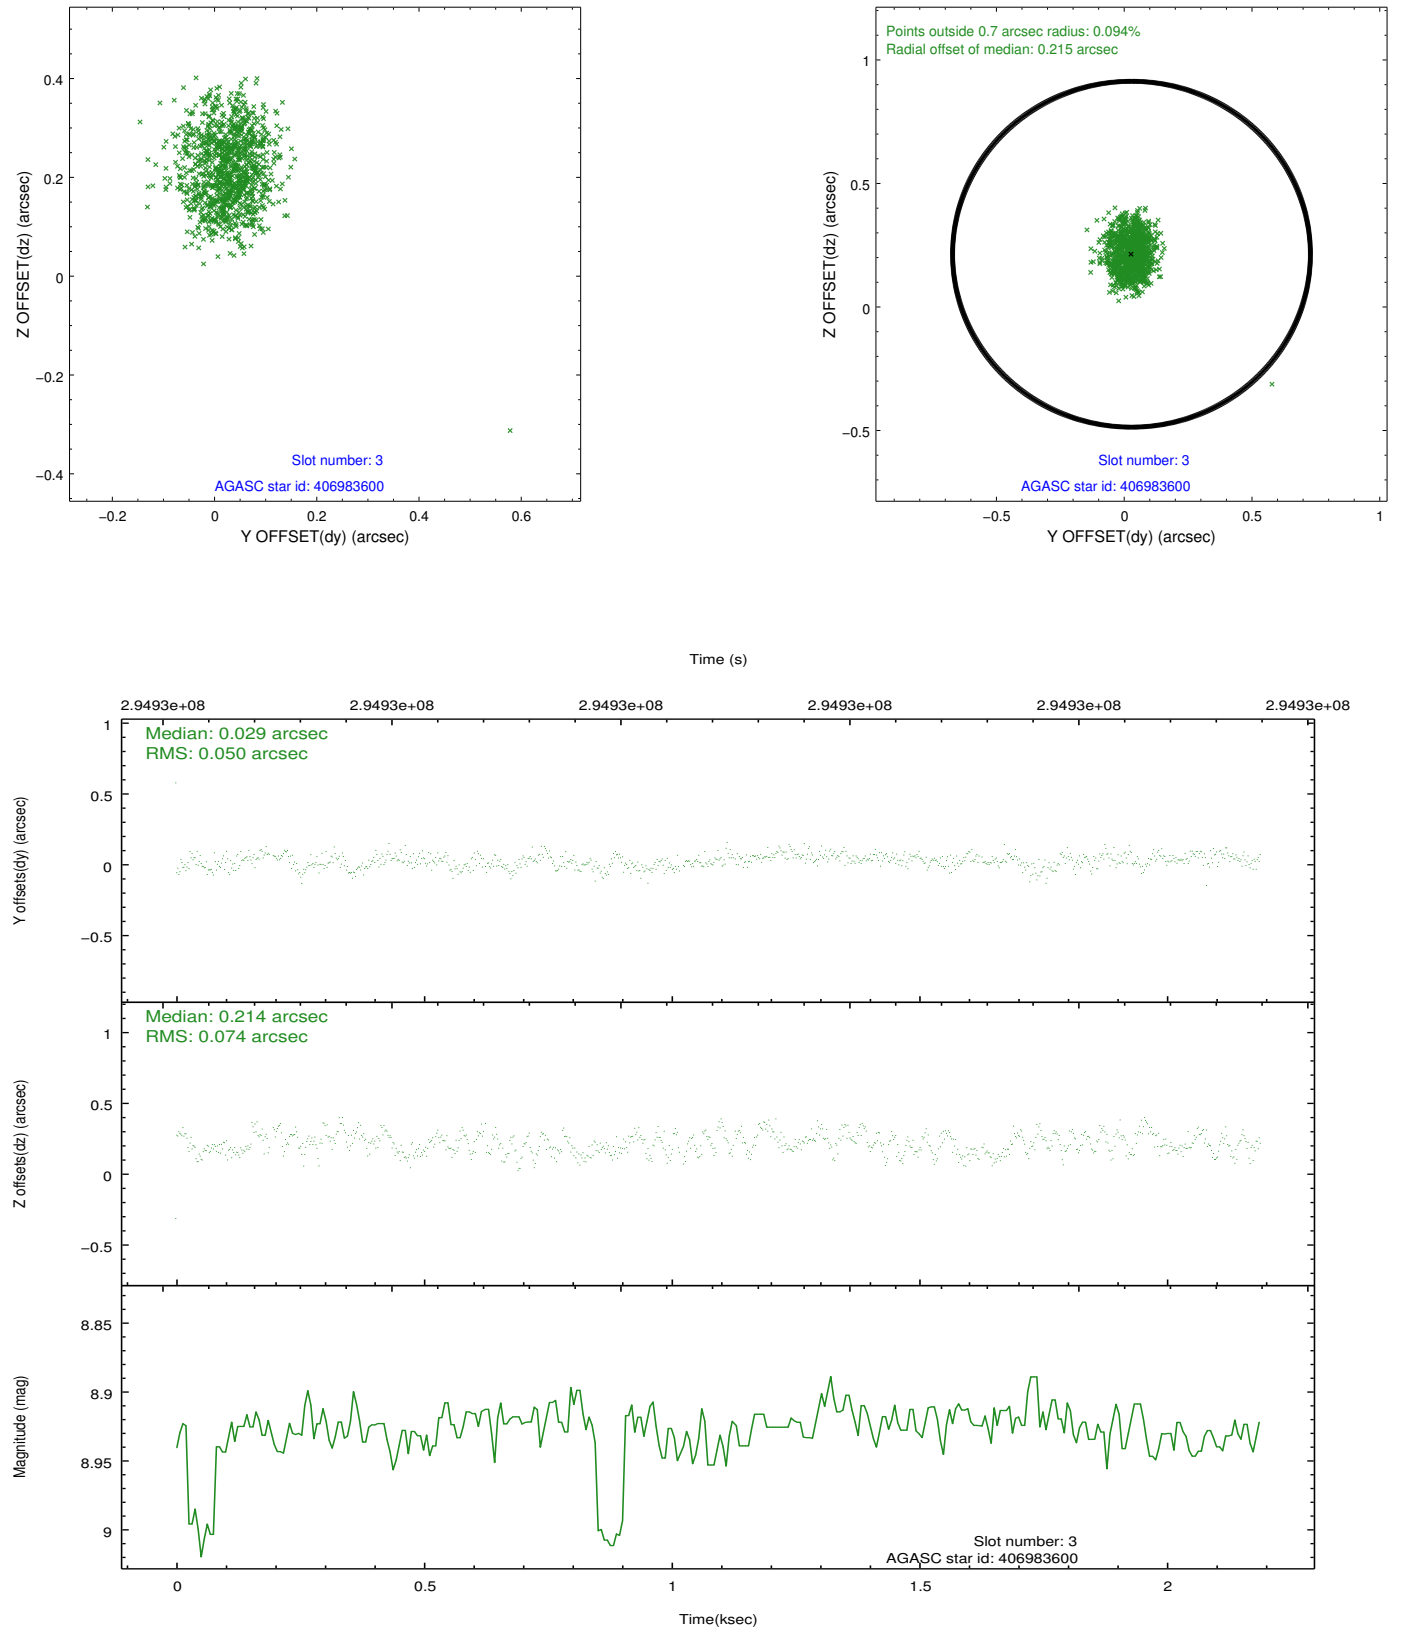 0.4
0.2
0
−0.2
−0.4
Z OFFSET(dz) (arcsec)
Slot number: 3
AGASC star id: 406983600
−0.2 0 0.2 0.4 0.6
Y OFFSET(dy) (arcsec)
Points outside 0.7 arcsec radius: 0.094%
Radial offset of median: 0.215 arcsec
1
0.5
0
−0.5
Z OFFSET(dz) (arcsec)
Slot number: 3
AGASC star id: 406983600
−0.5 0 0.5 1
Y OFFSET(dy) (arcsec)
Time (s)
2.9493e+08 2.9493e+08 2.9493e+08 2.9493e+08 2.9493e+08 2.9493e+08
Median: 0.029 arcsec
RMS: 0.050 arcsec
1
0.5
0
−0.5
Y offsets(dy) (arcsec)
Median: 0.214 arcsec
RMS: 0.074 arcsec
1
0.5
0
−0.5
Z offsets(dz) (arcsec)
8.85
8.9
8.95
9
Magnitude (mag)
Slot number: 3
AGASC star id: 406983600
0 0.5 1 1.5 2
Time(ksec)